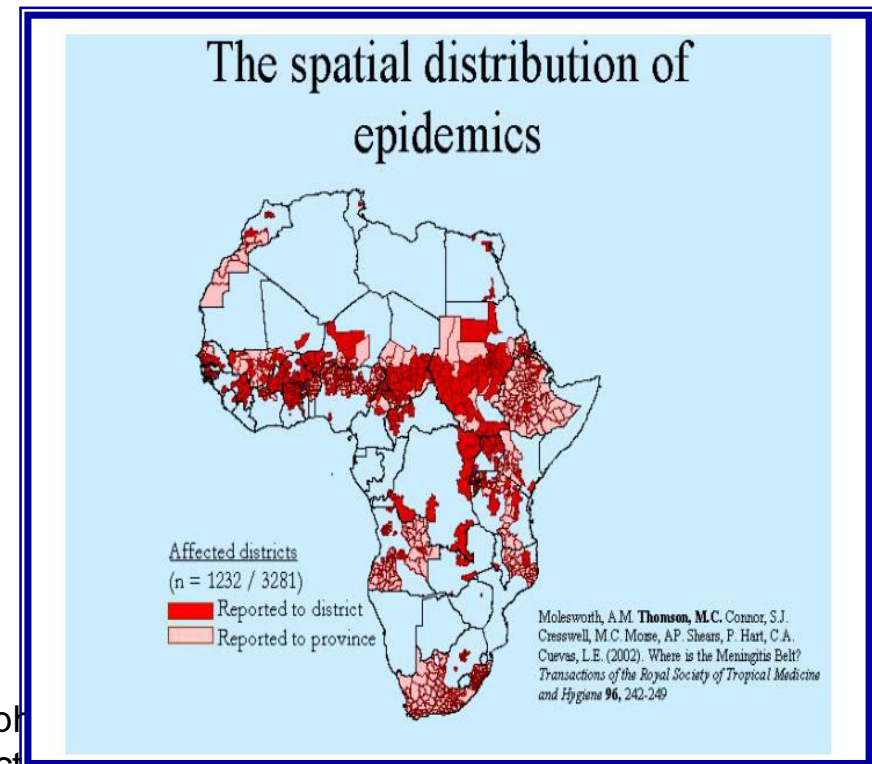 The spatial distribution of
epidemics
Affected districts
(n = 1232 / 3281)
Reported to district
Reported to province
Molesworth, A.M. Thomson, M.C. Connor, S.J.
Cresswell, M.C. Morse, AP. Shears, P. Hart, C.A.
Cuevas, L.E. (2002). Where is the Meningitis Belt?
Transactions of the Royal Society of Tropical Medicine
and Hygiene 96, 242-249